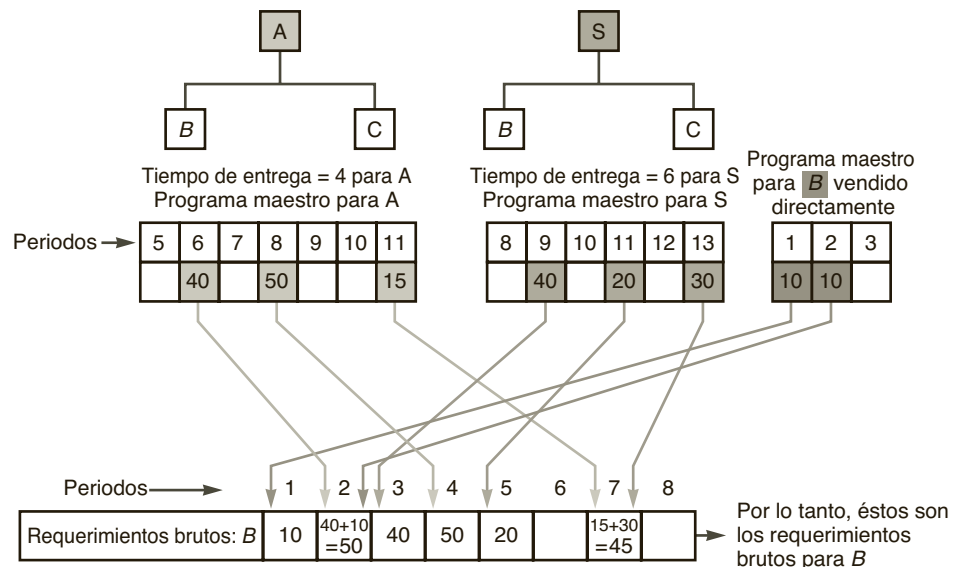 A
S
B
C
B
C
Tiempo de entrega = 4 para A
Programa maestro para A
Tiempo de entrega = 6 para S
Programa maestro para S
Programa maestro
para B vendido
directamente
Periodos
5 6 7 8 9 10 11
40 50 15
8 9 10 11 12 13
40 20 30
1 2 3
10 10
Periodos
1 2 3 4 5 6 7 8
Requerimientos brutos: B
10
40+10
=50
40
50
20
15+30
=45
Por lo tanto, éstos son
los requerimientos
brutos para B